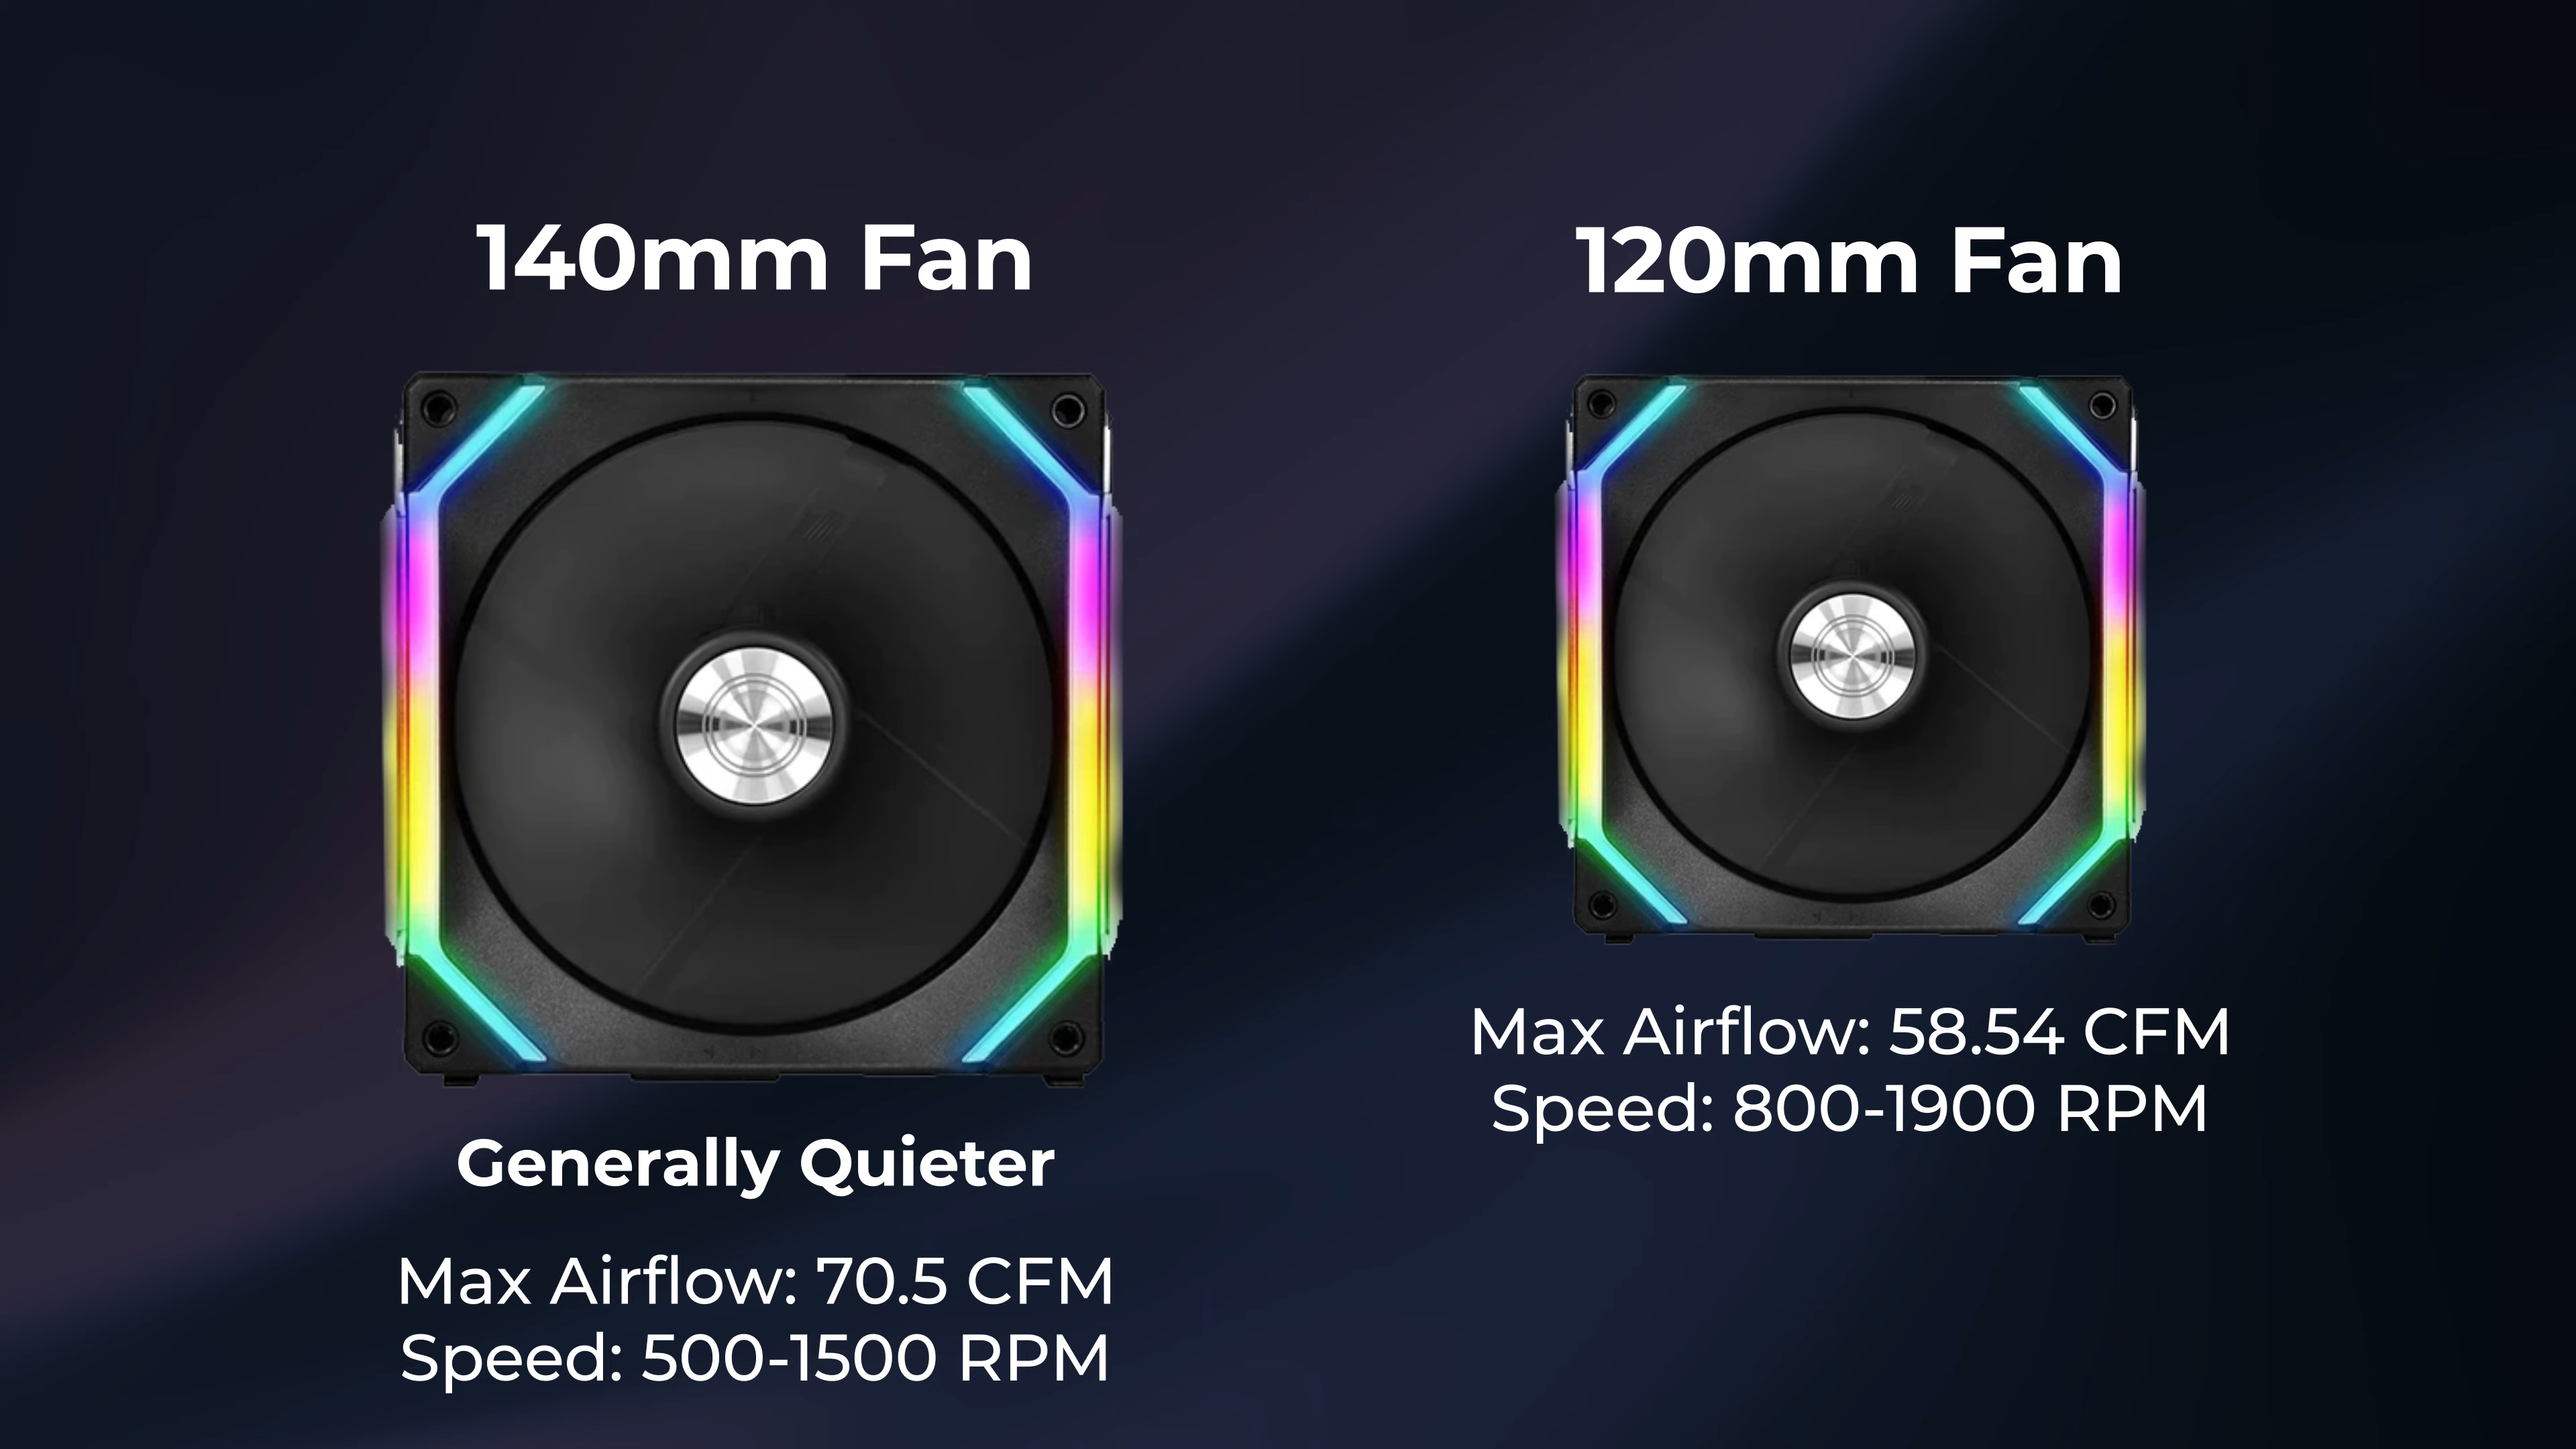 140mm Fan
Generally Quieter
Max Airflow: 70.5 CFM
Speed: 500-1500 RPM
120mm Fan
Max Airflow: 58.54 CFM
Speed: 800-1900 RPM